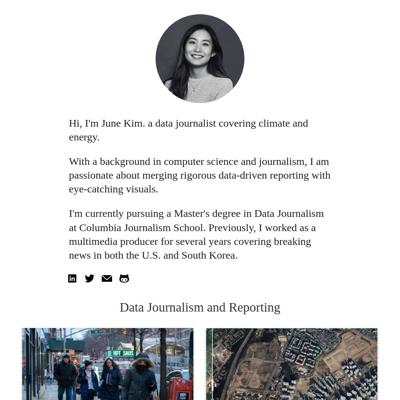 Hi, I'm June Kim. a data journalist covering climate and
energy.
With a background in computer science and journalism, I am
passionate about merging rigorous data-driven reporting with
eye-catching visuals.
I'm currently pursuing a Master's degree in Data Journalism
at Columbia Journalism School. Previously, I worked as a
multimedia producer for several years covering breaking
news in both the U.S. and South Korea.
Data Journalism and Reporting